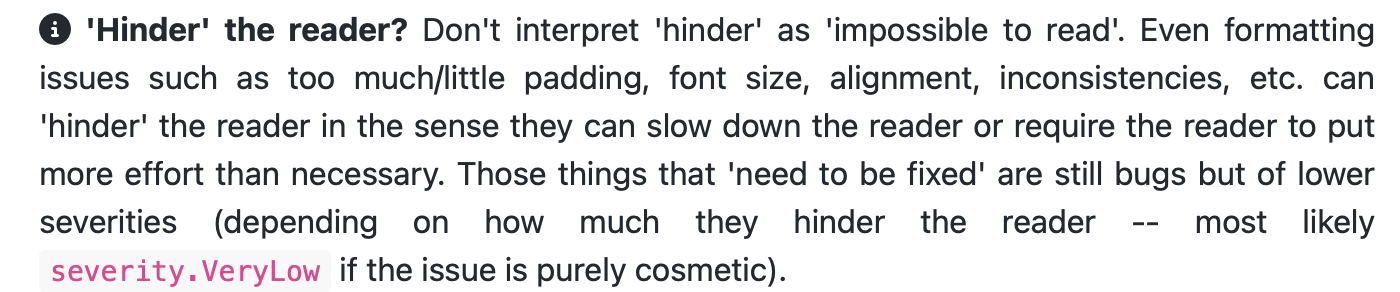 'Hinder' the reader? Don't interpret 'hinder' as 'impossible to read'. Even formatting
issues such as too much/little padding, font size, alignment, inconsistencies, etc. can
'hinder' the reader in the sense they can slow down the reader or require the reader to put
more effort than necessary. Those things that 'need to be fixed' are still bugs but of lower
severities (depending on how much they hinder the reader -- most likely
severity.VeryLow if the issue is purely cosmetic).